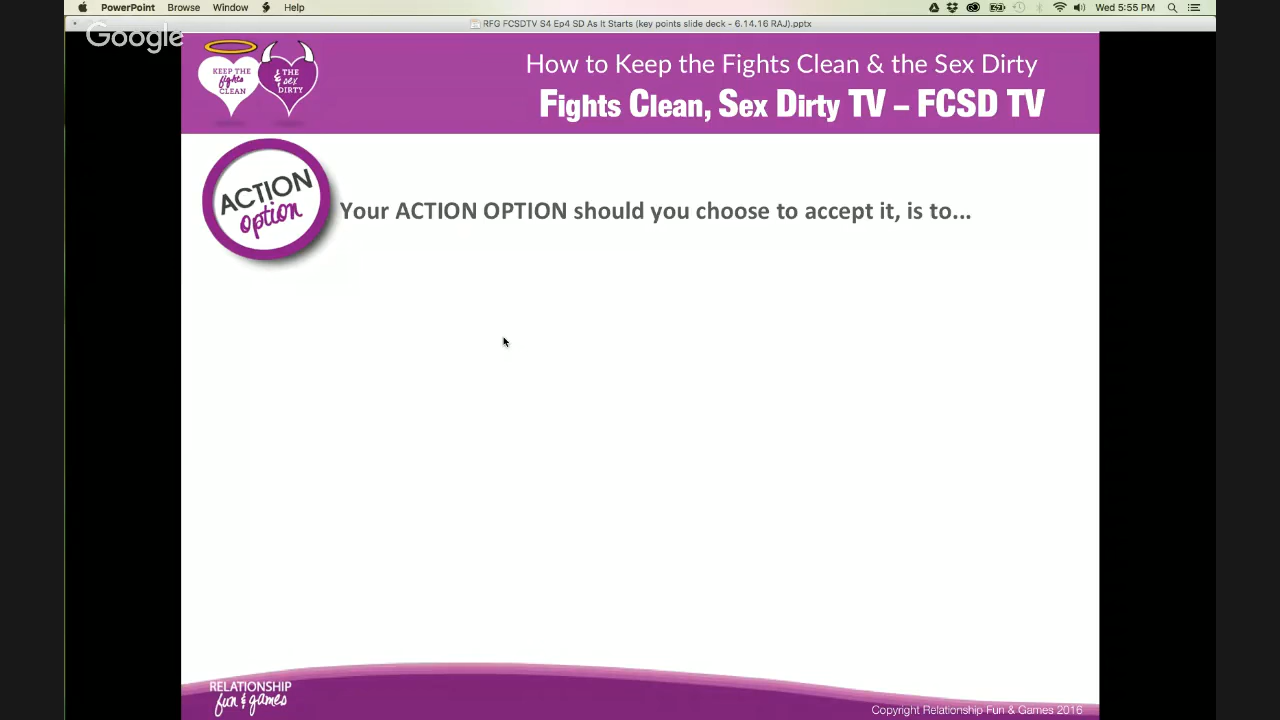 PowerPoint Browse Window Help Wed 5:55 PM
RFG FCSDTV S4 Ep4 SD As It Starts (key points slide deck - 6.14.16 RAJ).pptx
Google
KEEP THE
fights
CLEAN
& THE
sex
DIRTY
How to Keep the Fights Clean & the Sex Dirty
Fights Clean, Sex Dirty TV – FCSD TV
ACTION
option
Your ACTION OPTION should you choose to accept it, is to...
RELATIONSHIP
fun & games
Copyright Relationship Fun & Games 2016